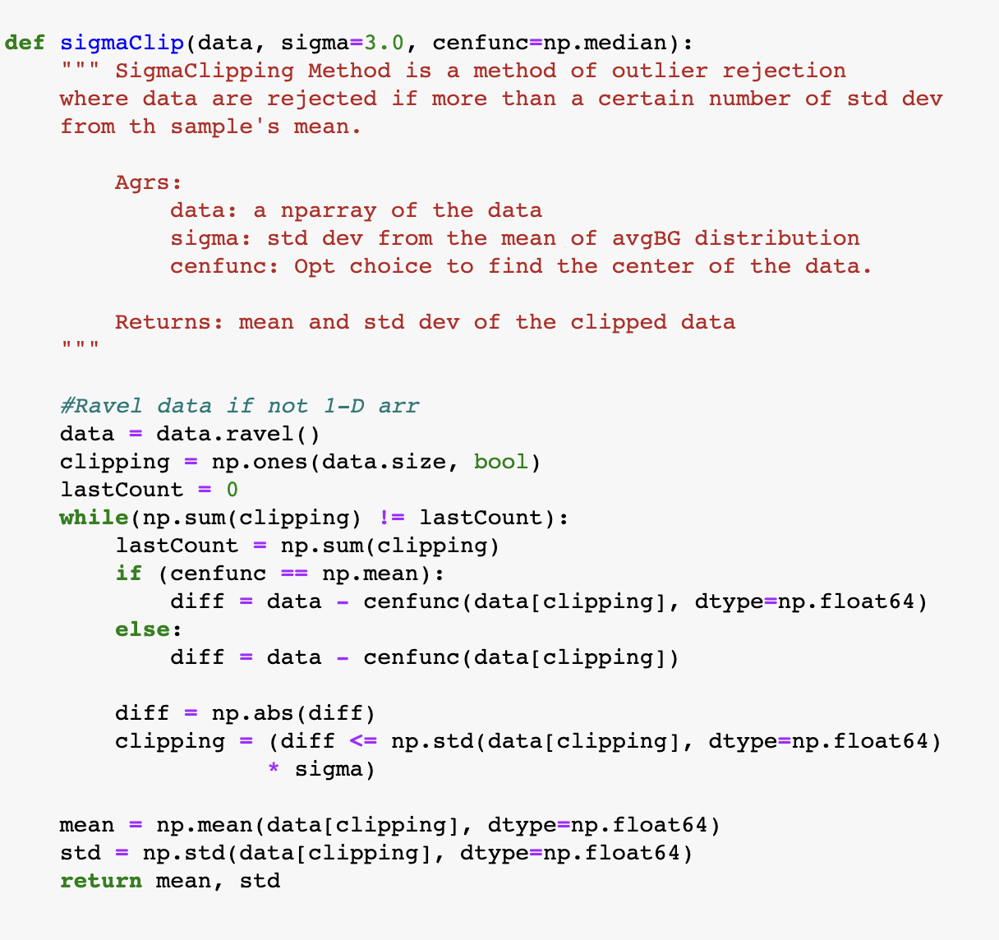 def sigmaClip(data, sigma=3.0, cenfunc=np.median):
    """ SigmaClipping Method is a method of outlier rejection
    where data are rejected if more than a certain number of std dev
    from th sample's mean.

        Agrs:
            data: a nparray of the data
            sigma: std dev from the mean of avgBG distribution
            cenfunc: Opt choice to find the center of the data.

        Returns: mean and std dev of the clipped data
    """

    #Ravel data if not 1-D arr
    data = data.ravel()
    clipping = np.ones(data.size, bool)
    lastCount = 0
    while(np.sum(clipping) != lastCount):
        lastCount = np.sum(clipping)
        if (cenfunc == np.mean):
            diff = data - cenfunc(data[clipping], dtype=np.float64)
        else:
            diff = data - cenfunc(data[clipping])

        diff = np.abs(diff)
        clipping = (diff <= np.std(data[clipping], dtype=np.float64)
                   * sigma)

    mean = np.mean(data[clipping], dtype=np.float64)
    std = np.std(data[clipping], dtype=np.float64)
    return mean, std